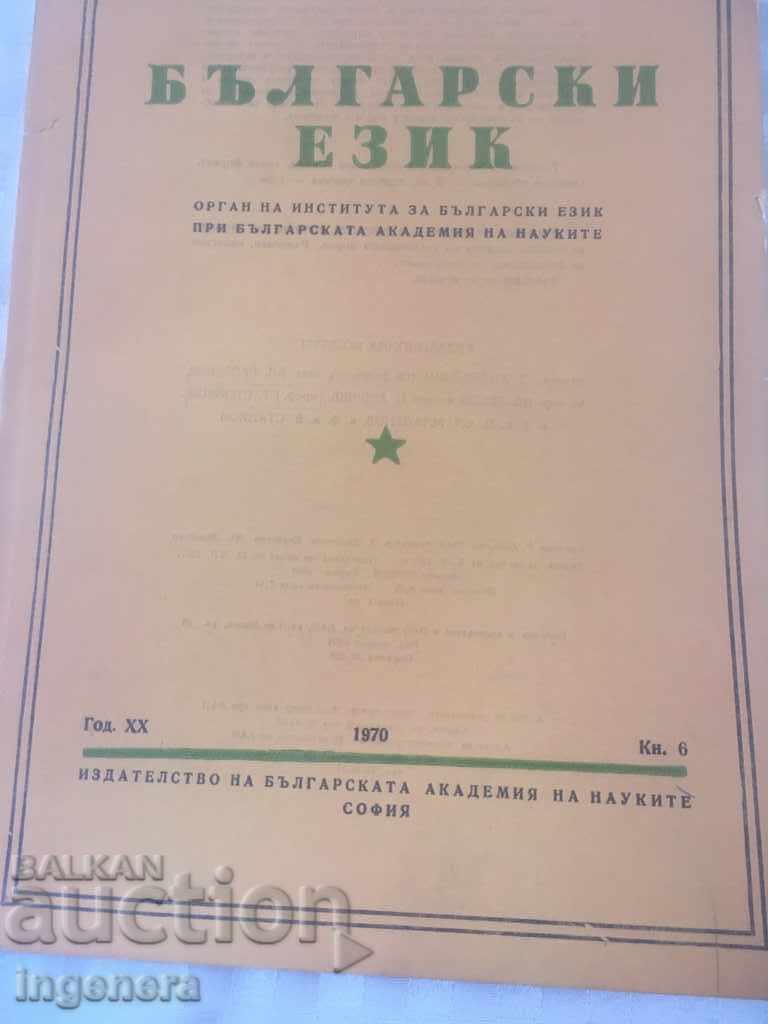 БЪЛГАРСКИ
ЕЗИК
ОРГАН НА ИНСТИТУТА ЗА БЪЛГАРСКИ ЕЗИК
ПРИ БЪЛГАРСКАТА АКАДЕМИЯ НА НАУКИТЕ
Год. XX 1970 Кн. 6
ИЗДАТЕЛСТВО НА БЪЛГАРСКАТА АКАДЕМИЯ НА НАУКИТЕ
СОФИЯ
BALKAN
auction
ingenera